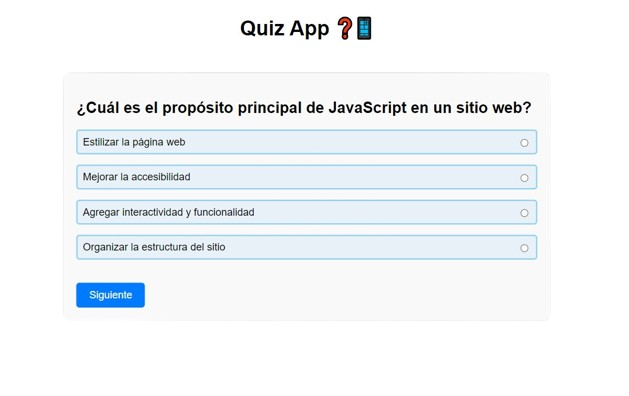 Quiz App ❓📱
¿Cuál es el propósito principal de JavaScript en un sitio web?
Estilizar la página web
Mejorar la accesibilidad
Agregar interactividad y funcionalidad
Organizar la estructura del sitio
Siguiente